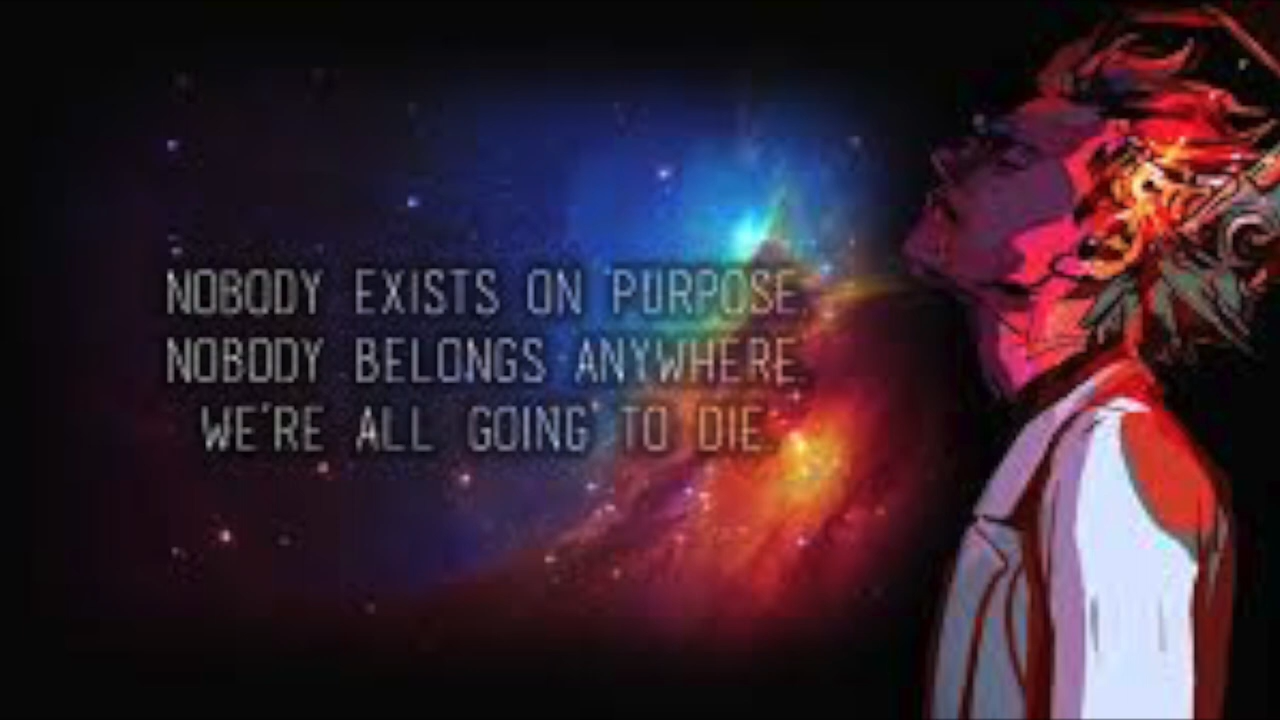 NOBODY EXISTS ON PURPOSE.
NOBODY BELONGS ANYWHERE.
WE'RE ALL GOING TO DIE.